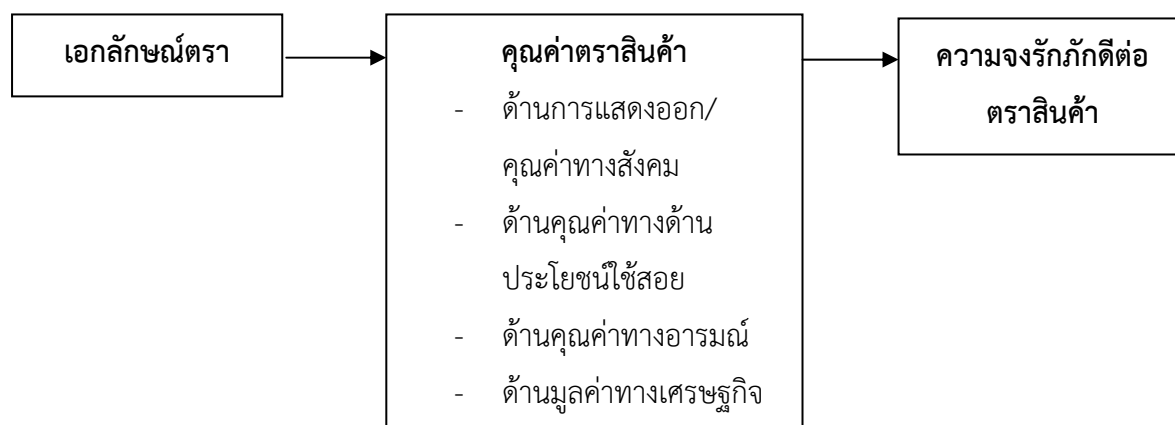 เอกลักษณ์ตรา
คุณค่าตราสินค้า
- ด้านการแสดงออก/
คุณค่าทางสังคม
- ด้านคุณค่าทางด้าน
ประโยชน์ใช้สอย
- ด้านคุณค่าทางอารมณ์
- ด้านมูลค่าทางเศรษฐกิจ
ความจงรักภักดีต่อ
ตราสินค้า